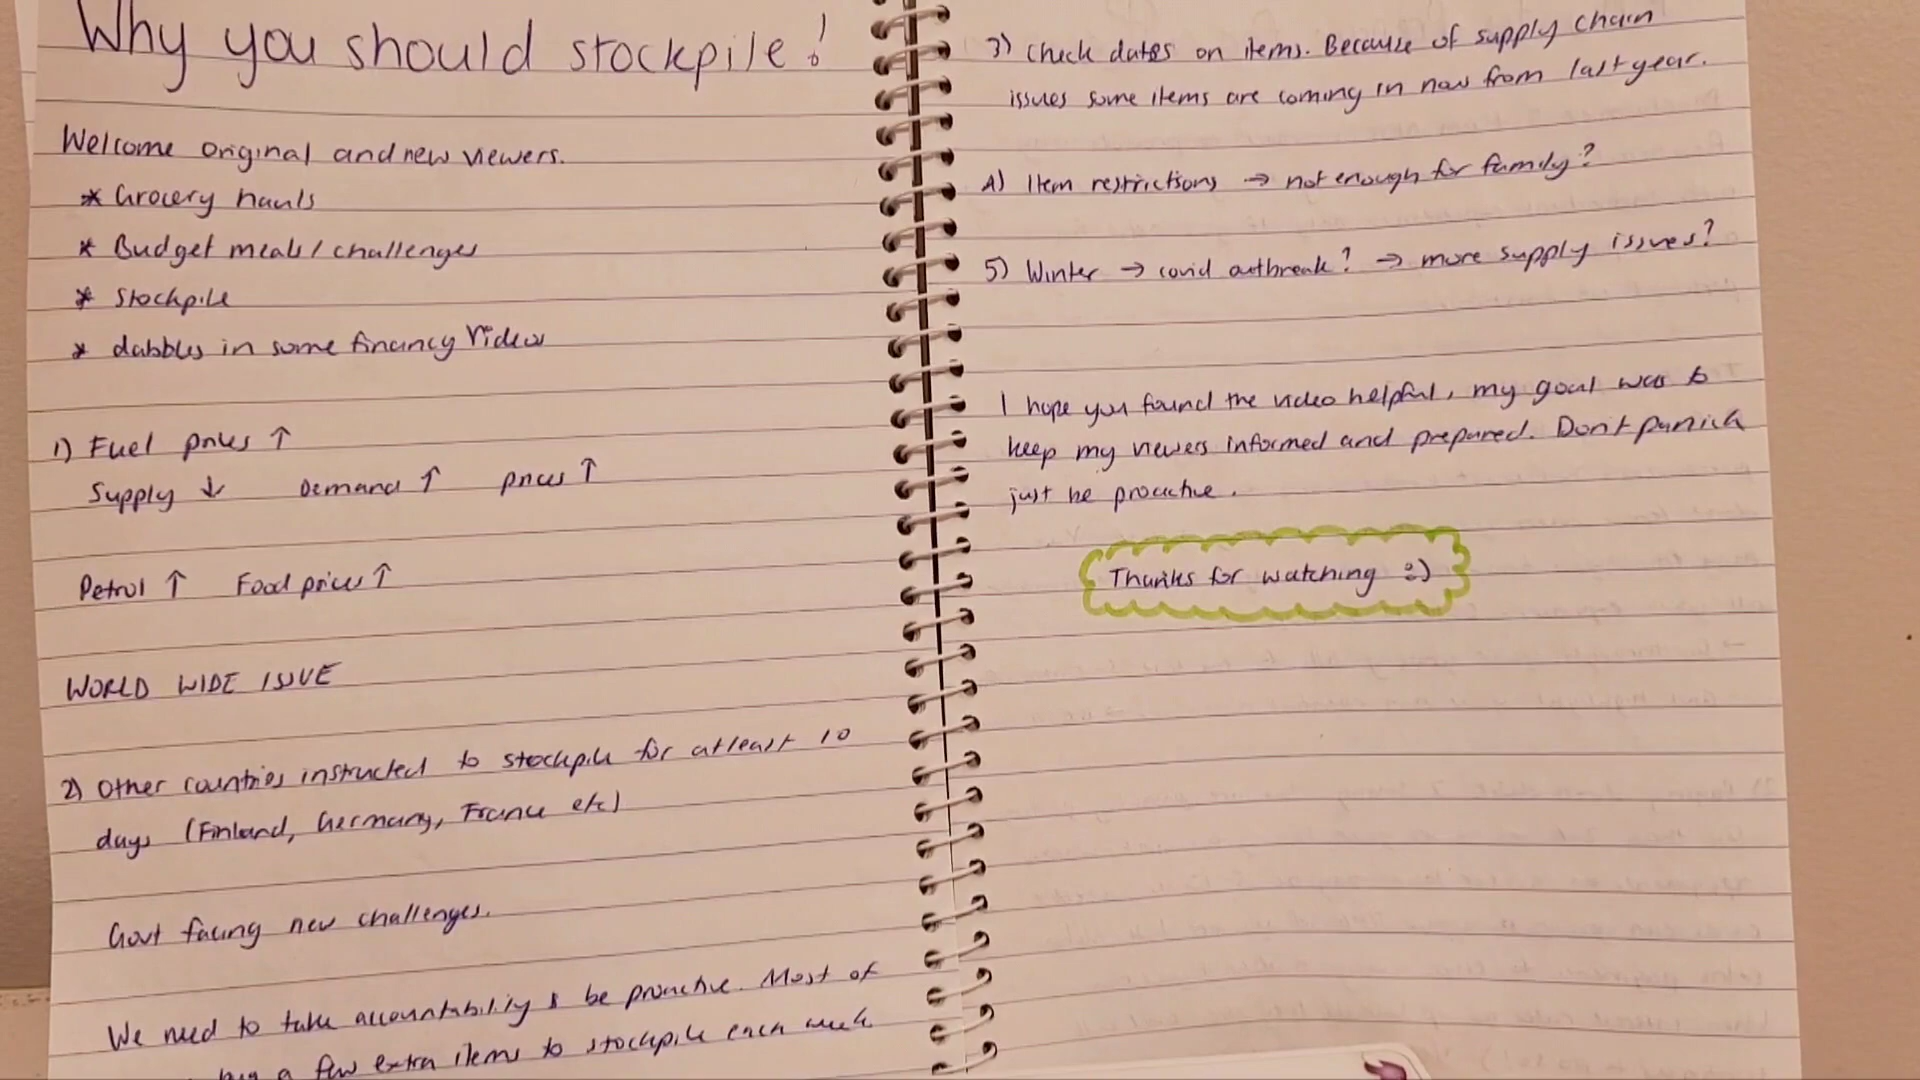 Why you should stockpile!
Welcome original and new viewers.
* Grocery hauls
* Budget meals / challenges
* Stockpile
* dabbles in some financy videos
1) Fuel prices ↑
Supply ↓ Demand ↑ prices ↑
Petrol ↑ Food prices ↑
WORLD WIDE ISSUE
2) Other countries instructed to stockpile for atleast 10
days (Finland, Germany, France etc)
Govt facing new challenges.
We need to take accountability & be proactive. Most of
a few extra items to stockpile each week
3) Check dates on items. Because of supply chain
issues some items are coming in now from last year.
4) Item restrictions → not enough for family?
5) Winter → covid outbreak? → more supply issues?
I hope you found the video helpful, my goal was to
keep my viewers informed and prepared. Dont panick
just be proactive.
Thanks for watching :)